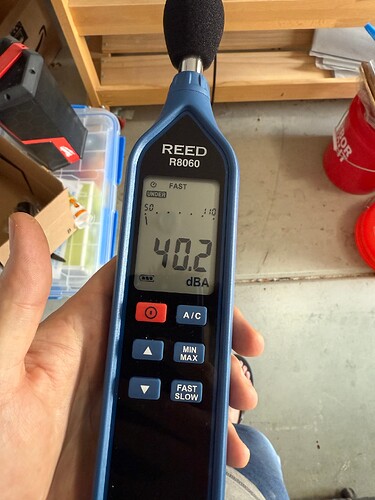 REED
R8060
FAST
UNDER
50 110
40.2
dBA
A/C
MIN
MAX
FAST
SLOW